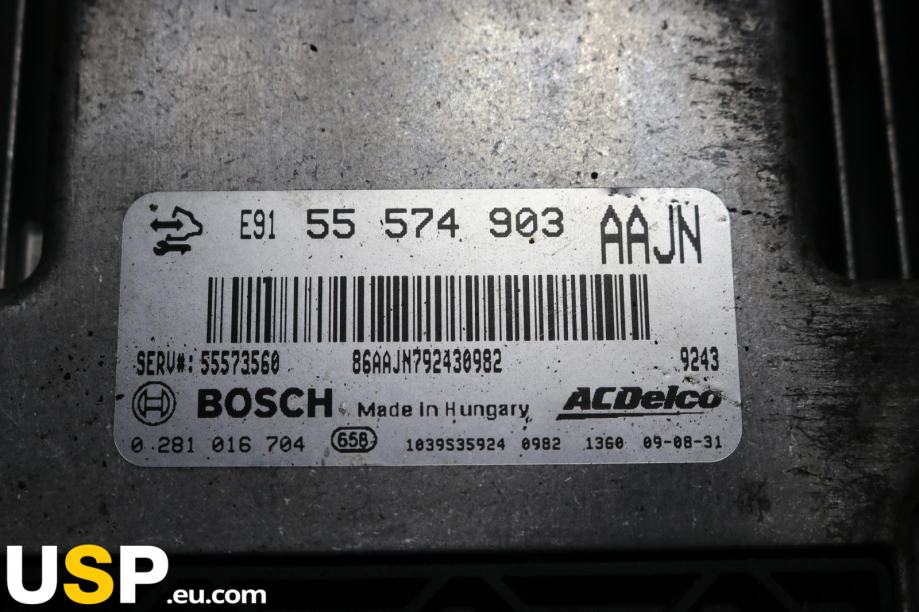 E91 55 574 903 AAJN
SERV#: 55573560 86AAJN792430982 9243
BOSCH Made in Hungary ACDelco
0 281 016 704 658 1039S35924 0982 1360 09-08-31
USP.eu.com